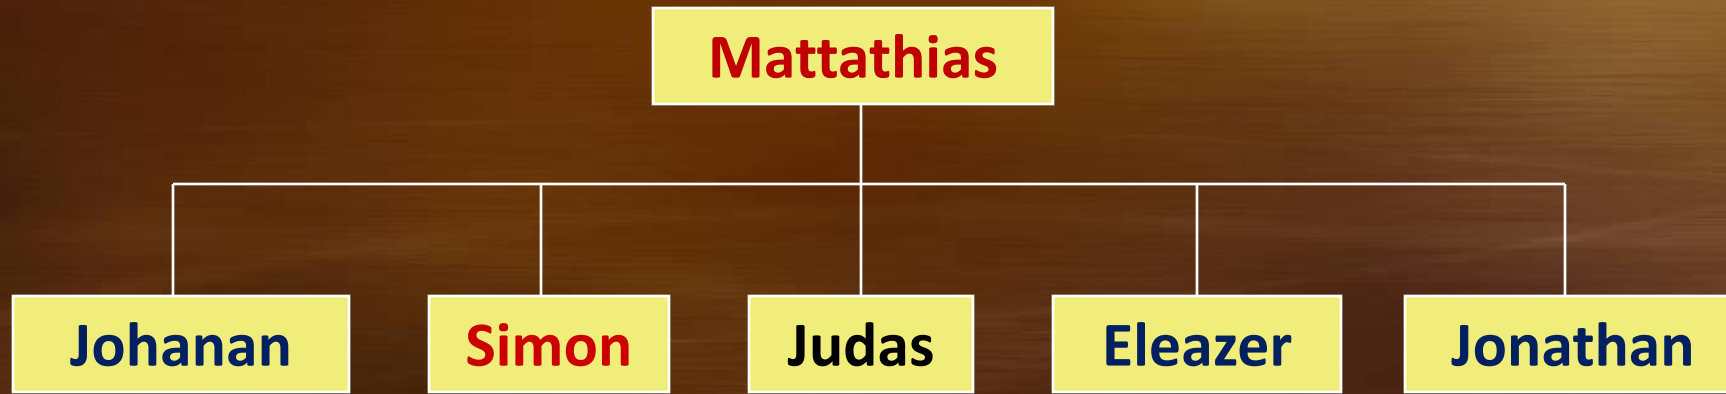 Mattathias
Johanan
Simon
Judas
Eleazer
Jonathan